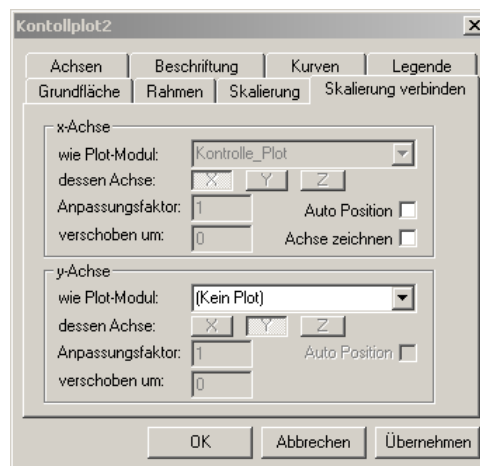 Kontollplot2
Achsen Beschriftung Kurven Legende
Grundfläche Rahmen Skalierung Skalierung verbinden
x-Achse
wie Plot-Modul: Kontrolle_Plot
dessen Achse: X Y Z
Anpassungsfaktor: 1 Auto Position
verschoben um: 0 Achse zeichnen
y-Achse
wie Plot-Modul: (Kein Plot)
dessen Achse: X Y Z
Anpassungsfaktor: 1 Auto Position
verschoben um: 0
OK Abbrechen Übernehmen